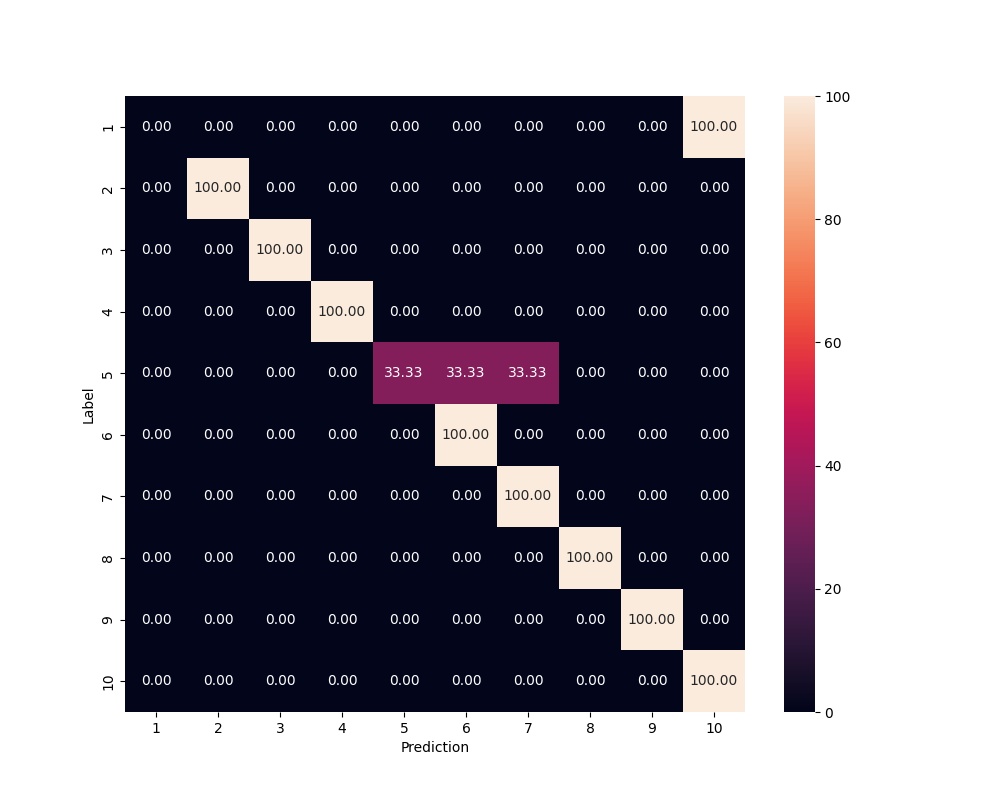 1 0.00 0.00 0.00 0.00 0.00 0.00 0.00 0.00 0.00 100.00
2 0.00 100.00 0.00 0.00 0.00 0.00 0.00 0.00 0.00 0.00
3 0.00 0.00 100.00 0.00 0.00 0.00 0.00 0.00 0.00 0.00
4 0.00 0.00 0.00 100.00 0.00 0.00 0.00 0.00 0.00 0.00
5 0.00 0.00 0.00 0.00 33.33 33.33 33.33 0.00 0.00 0.00
6 0.00 0.00 0.00 0.00 0.00 100.00 0.00 0.00 0.00 0.00
7 0.00 0.00 0.00 0.00 0.00 0.00 100.00 0.00 0.00 0.00
8 0.00 0.00 0.00 0.00 0.00 0.00 0.00 100.00 0.00 0.00
9 0.00 0.00 0.00 0.00 0.00 0.00 0.00 0.00 100.00 0.00
10 0.00 0.00 0.00 0.00 0.00 0.00 0.00 0.00 0.00 100.00
1 2 3 4 5 6 7 8 9 10
Prediction
Label
100
80
60
40
20
0